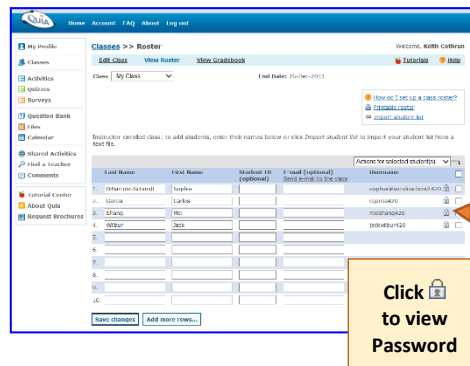 Quia Home Account FAQ About Log out
My Profile
Classes
Activities
Quizzes
Surveys
Question Bank
Files
Calendar
Shared Activities
Find a Teacher
Comments
Tutorial Center
About Quia
Request Brochures
Classes >> Roster Welcome, Keith Cothrun
Edit Class View Roster View Gradebook Tutorials Help
Class My Class End Date: 26-Dec-2013
How do I set up a class roster?
Printable roster
Import student list
Instructor enrolled class: to add students, enter their names below or click Import student list to import your student list from a
text file.
Actions for selected student(s)
Last Name First Name Student ID E-mail (optional) Username
(optional) Send e-mail to the class
1. Sophia
2. Garcia Carlos cgarcia420
3. Shang Mei meishang420
4. Wilbur Jack jackwilbur420
5.
6.
7.
8.
9.
10.
Save changes Add more rows...
Click
to view
Password